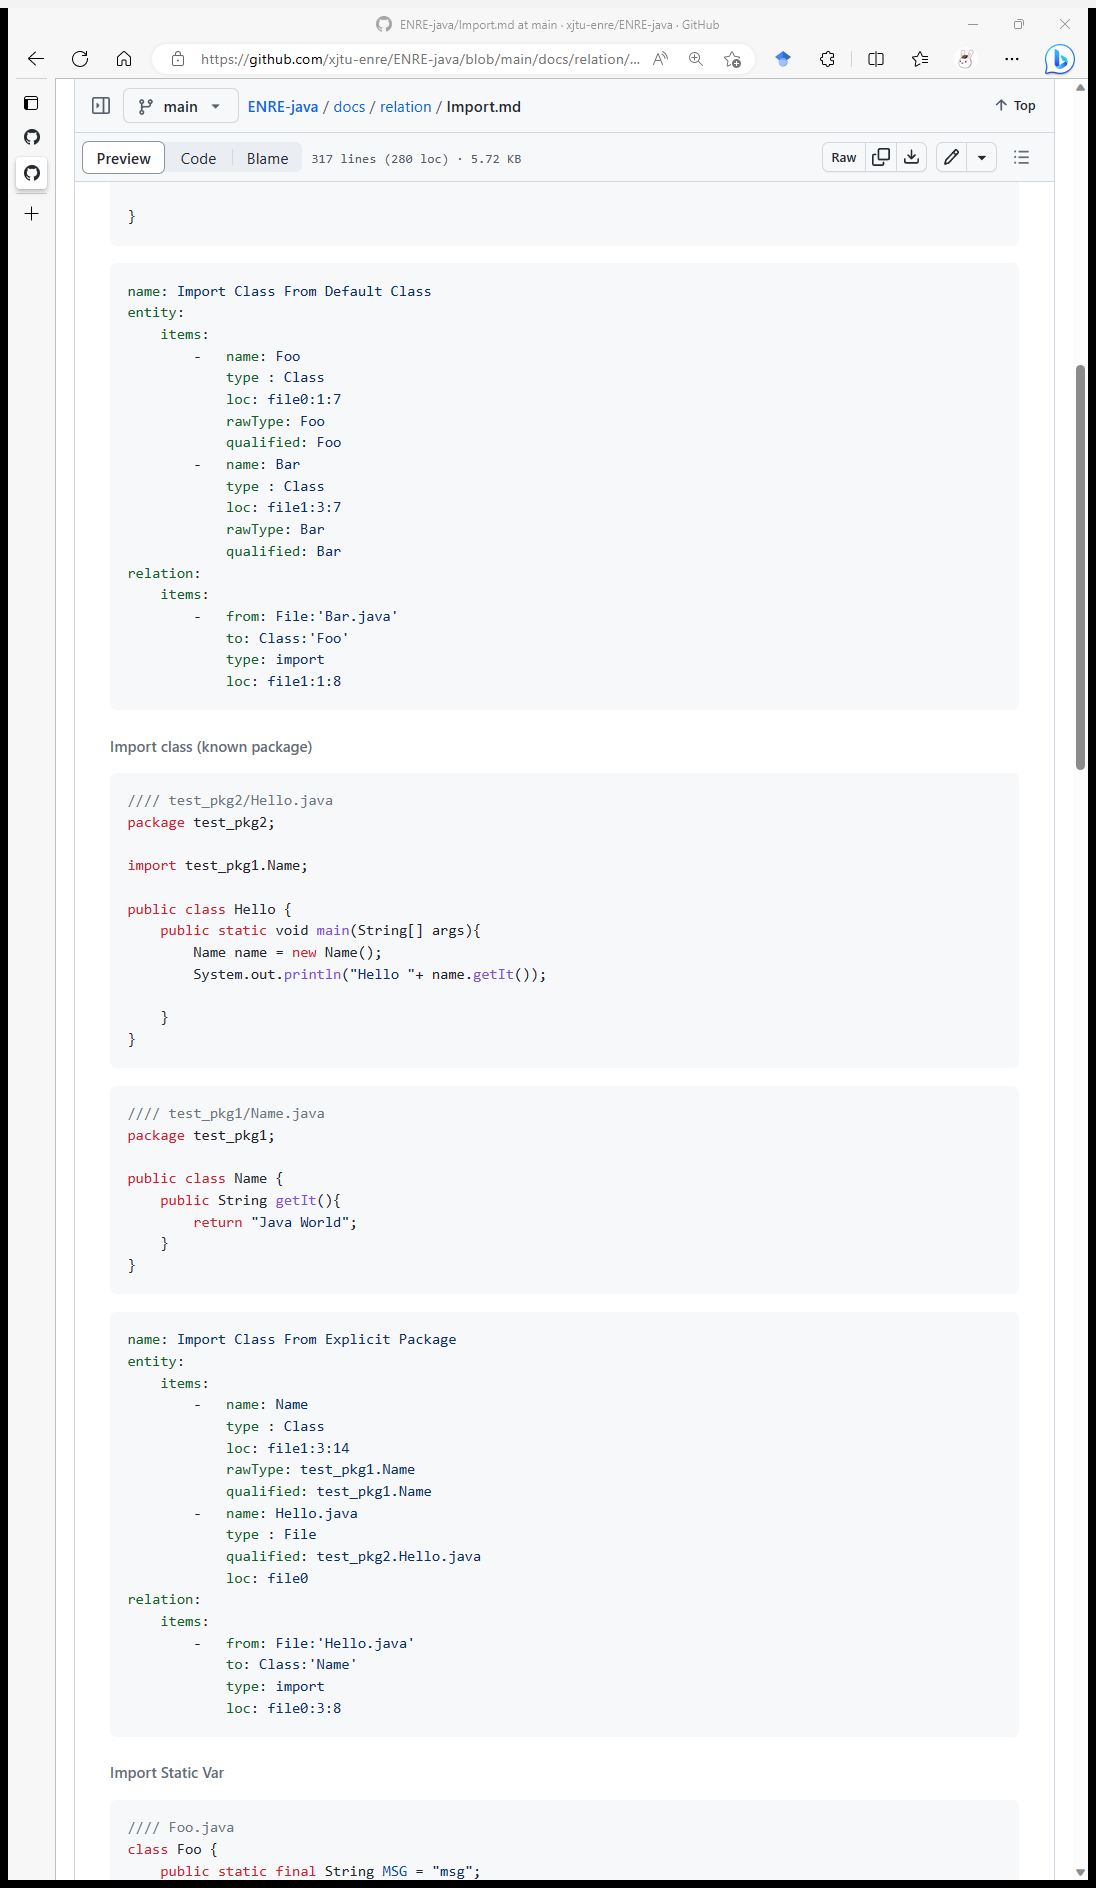 ENRE-java/Import.md at main · xjtu-enre/ENRE-java · GitHub
https://github.com/xjtu-enre/ENRE-java/blob/main/docs/relation/...
main
ENRE-java / docs / relation / Import.md
Top
Preview
Code
Blame
317 lines (280 loc) · 5.72 KB
Raw
}
name: Import Class From Default Class
entity:
    items:
        -   name: Foo
            type : Class
            loc: file0:1:7
            rawType: Foo
            qualified: Foo
        -   name: Bar
            type : Class
            loc: file1:3:7
            rawType: Bar
            qualified: Bar
relation:
    items:
        -   from: File:'Bar.java'
            to: Class:'Foo'
            type: import
            loc: file1:1:8
Import class (known package)
//// test_pkg2/Hello.java
package test_pkg2;
import test_pkg1.Name;
public class Hello {
    public static void main(String[] args){
        Name name = new Name();
        System.out.println("Hello "+ name.getIt());
    }
}
//// test_pkg1/Name.java
package test_pkg1;
public class Name {
    public String getIt(){
        return "Java World";
    }
}
name: Import Class From Explicit Package
entity:
    items:
        -   name: Name
            type : Class
            loc: file1:3:14
            rawType: test_pkg1.Name
            qualified: test_pkg1.Name
        -   name: Hello.java
            type : File
            qualified: test_pkg2.Hello.java
            loc: file0
relation:
    items:
        -   from: File:'Hello.java'
            to: Class:'Name'
            type: import
            loc: file0:3:8
Import Static Var
//// Foo.java
class Foo {
    public static final String MSG = "msg";